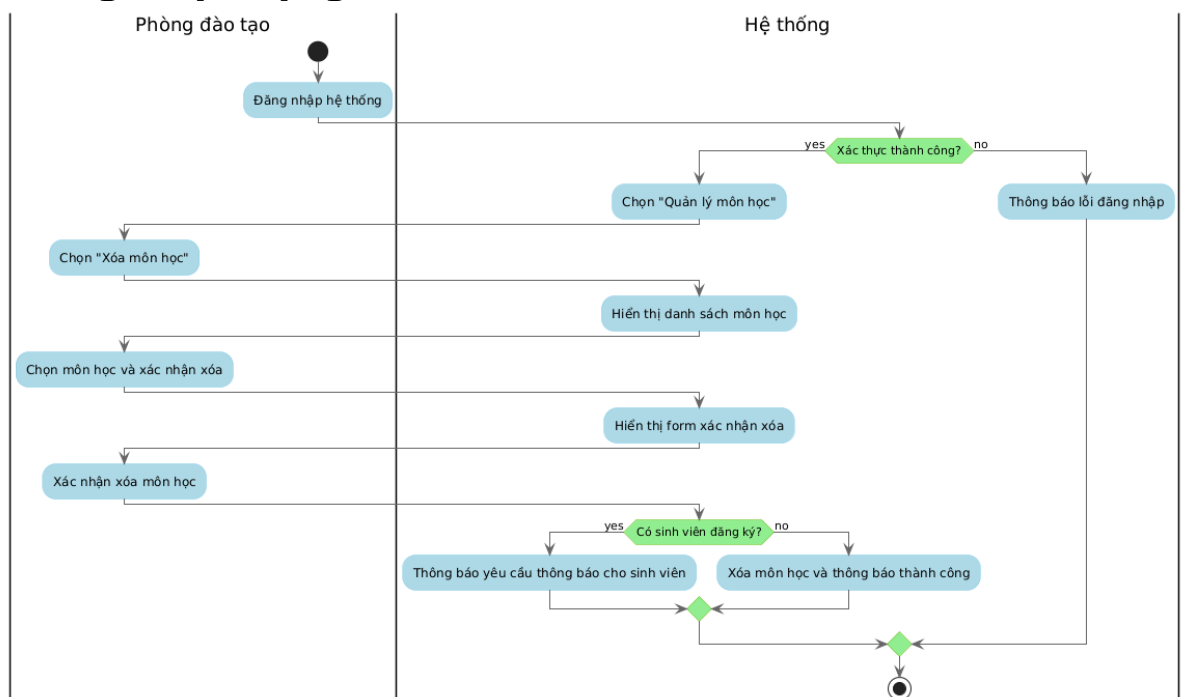 Phòng đào tạo
Hệ thống
Đăng nhập hệ thống
yes
Xác thực thành công?
no
Chọn "Quản lý môn học"
Thông báo lỗi đăng nhập
Chọn "Xóa môn học"
Hiển thị danh sách môn học
Chọn môn học và xác nhận xóa
Hiển thị form xác nhận xóa
Xác nhận xóa môn học
yes
Có sinh viên đăng ký?
no
Thông báo yêu cầu thông báo cho sinh viên
Xóa môn học và thông báo thành công